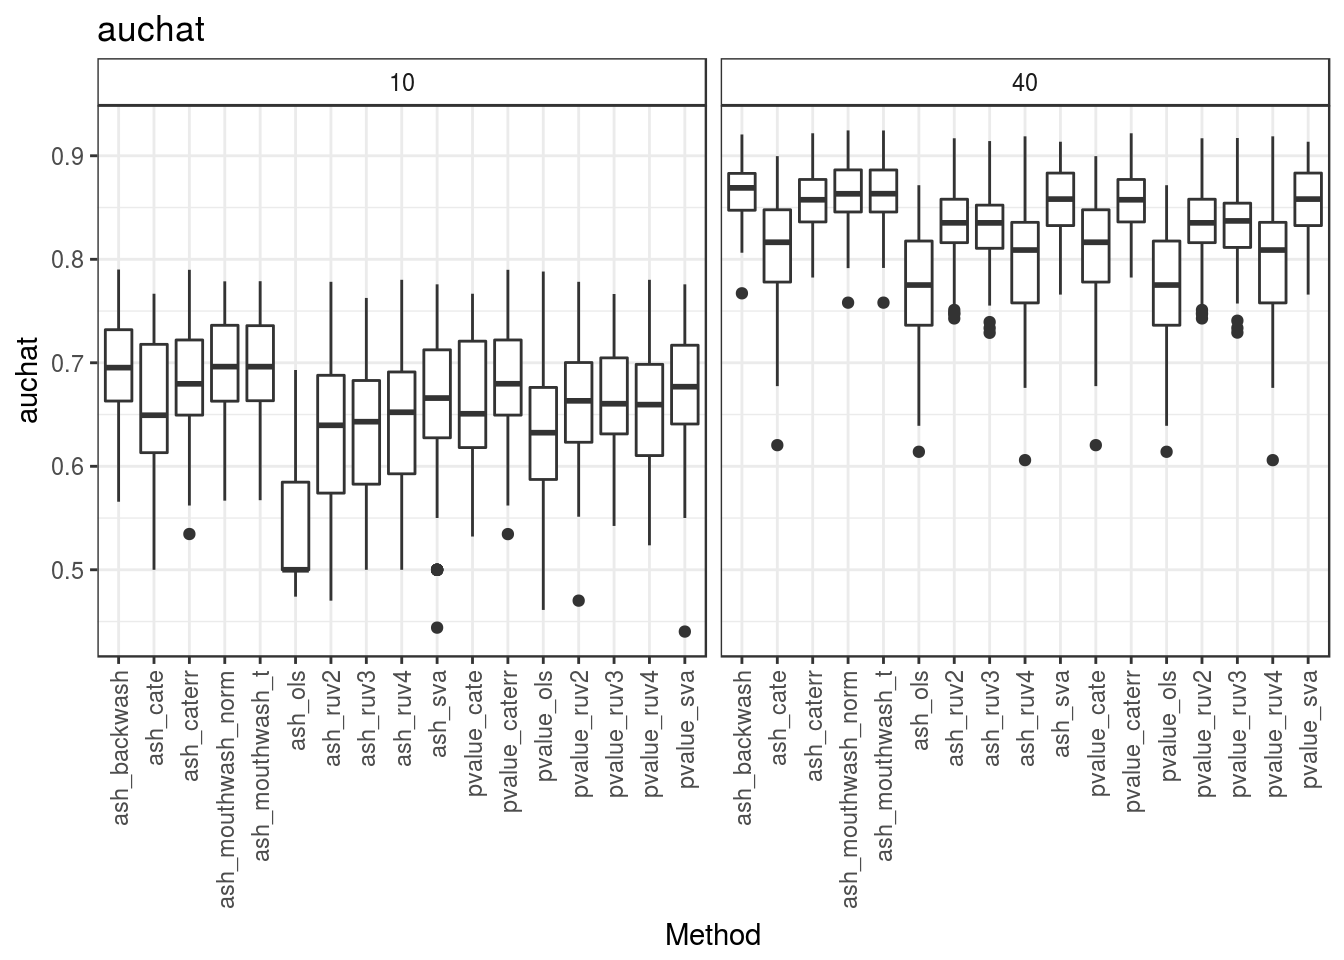 auchat
10
40
auchat
0.9
0.8
0.7
0.6
0.5
ash_backwash
ash_cate
ash_caterr
ash_mouthwash_norm
ash_mouthwash_t
ash_ols
ash_ruv2
ash_ruv3
ash_ruv4
ash_sva
pvalue_cate
pvalue_caterr
pvalue_ols
pvalue_ruv2
pvalue_ruv3
pvalue_ruv4
pvalue_sva
ash_backwash
ash_cate
ash_caterr
ash_mouthwash_norm
ash_mouthwash_t
ash_ols
ash_ruv2
ash_ruv3
ash_ruv4
ash_sva
pvalue_cate
pvalue_caterr
pvalue_ols
pvalue_ruv2
pvalue_ruv3
pvalue_ruv4
pvalue_sva
Method